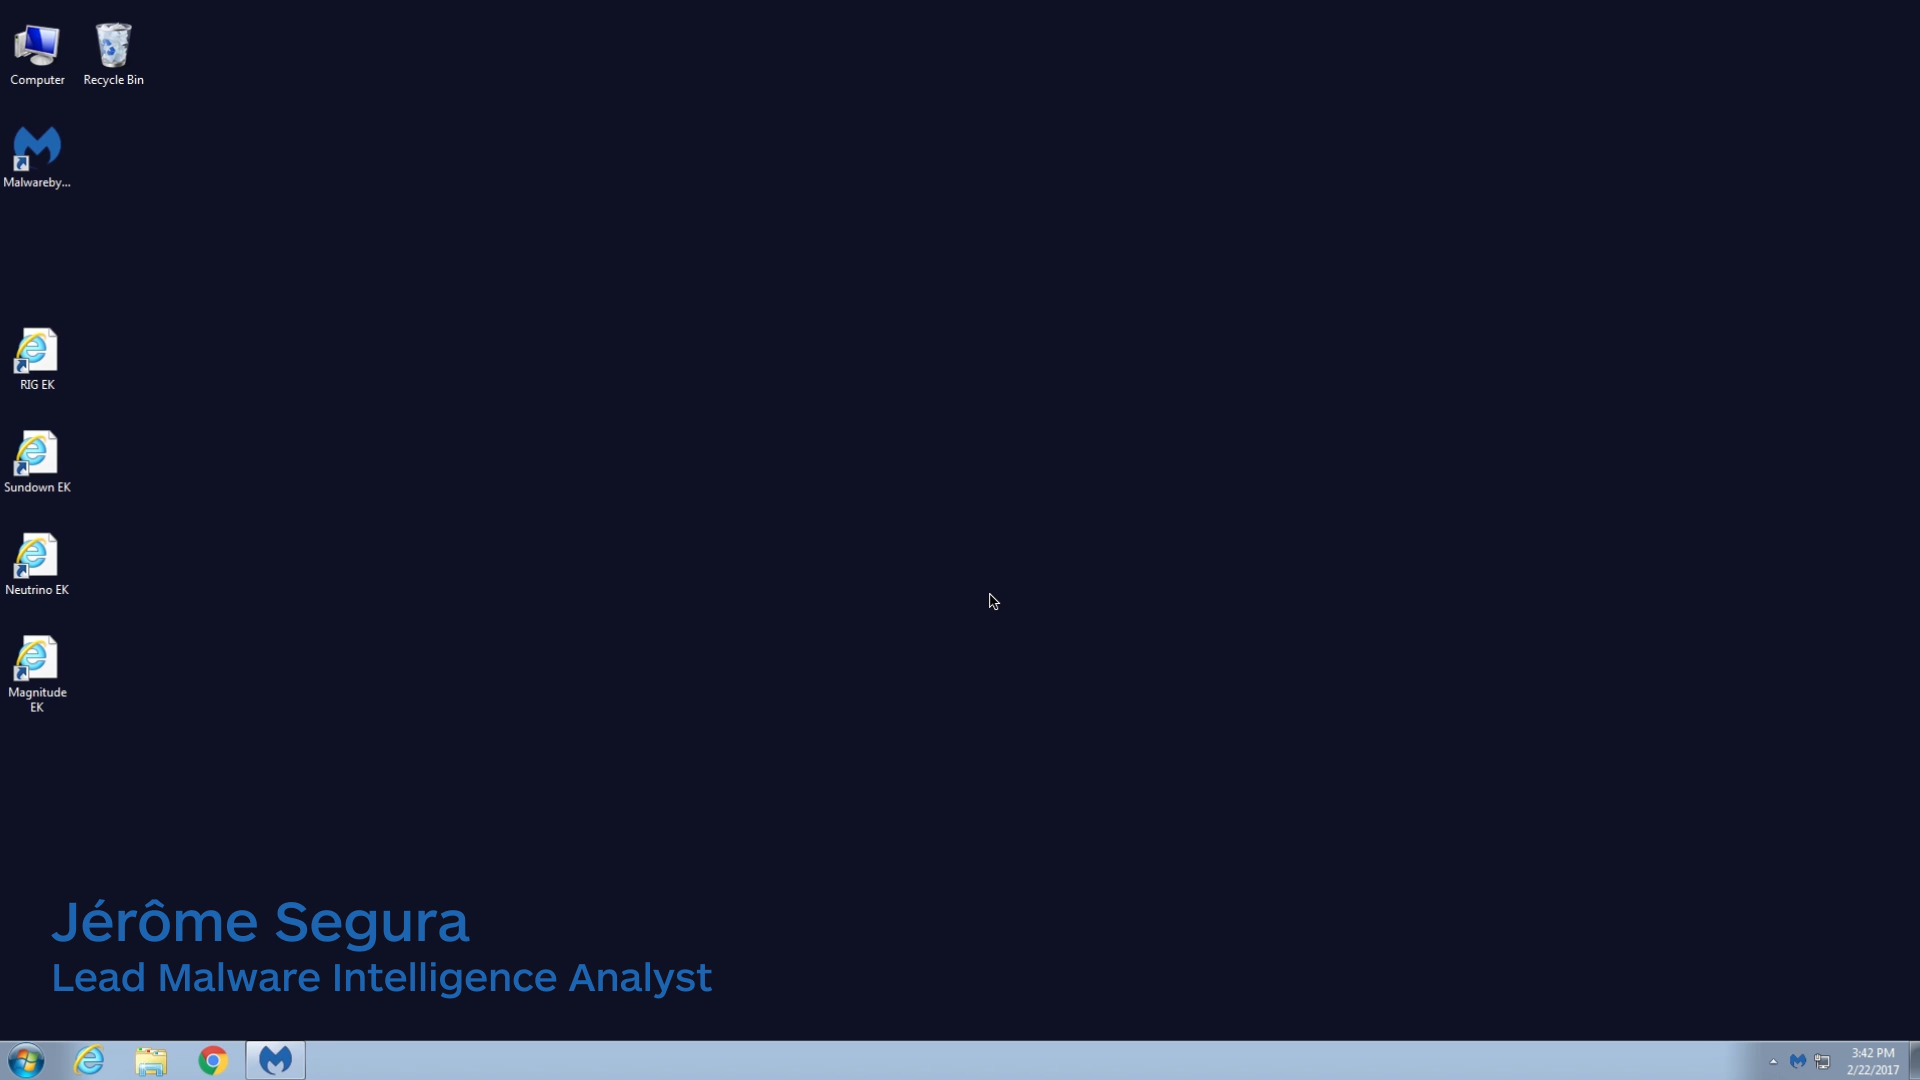 Computer
Recycle Bin
Malwareby...
RIG EK
Sundown EK
Neutrino EK
Magnitude
EK
Jérôme Segura
Lead Malware Intelligence Analyst
3:42 PM
2/22/2017